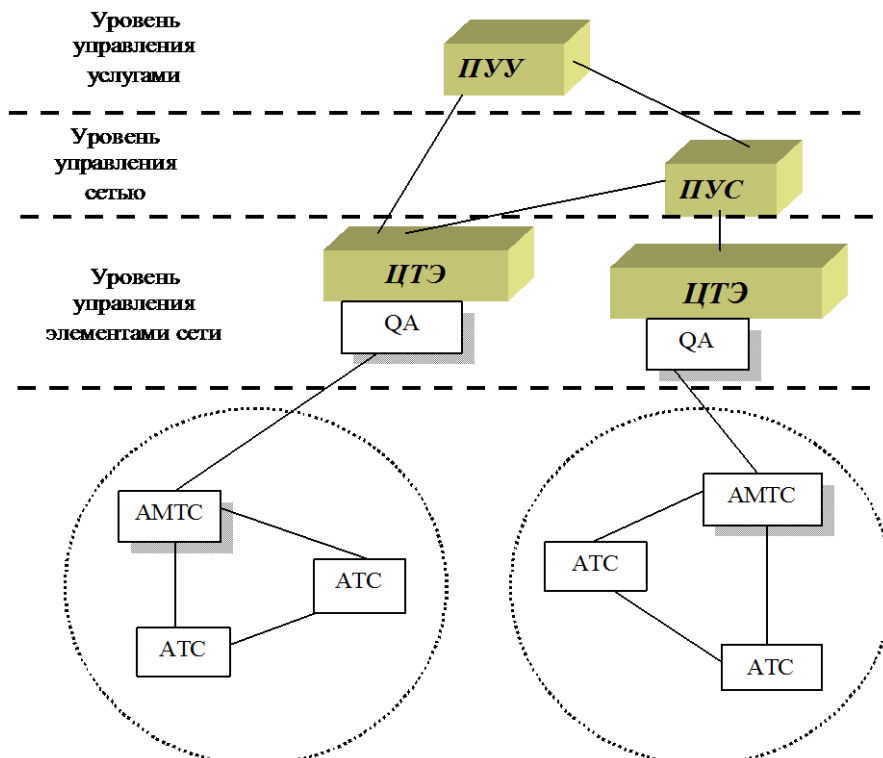 Уровень
управления
услугами
ПУУ
Уровень
управления
сетью
ПУС
Уровень
управления
элементами сети
ЦТЭ
QA
ЦТЭ
QA
АМТС
АТС
АТС
АМТС
АТС
АТС